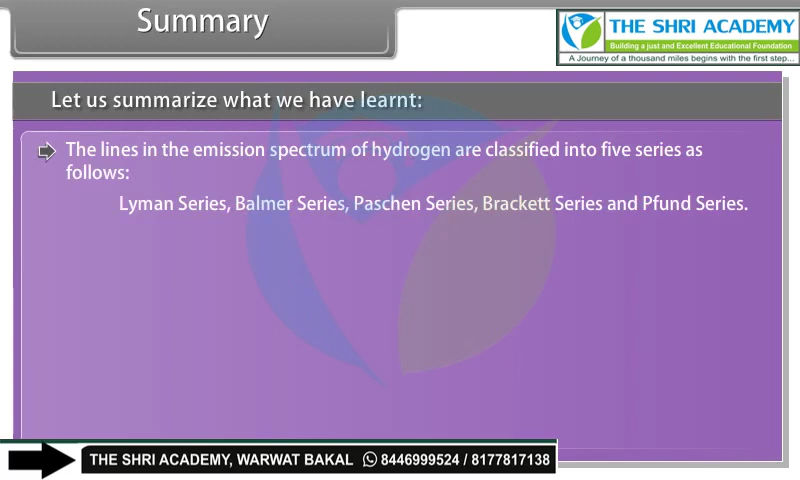 Summary
THE SHRI ACADEMY
Building a just and Excellent Educational Foundation
A Journey of a thousand miles begins with the first step...
Let us summarize what we have learnt:
The lines in the emission spectrum of hydrogen are classified into five series as
follows:
Lyman Series, Balmer Series, Paschen Series, Brackett Series and Pfund Series.
THE SHRI ACADEMY, WARWAT BAKAL 8446999524 / 8177817138